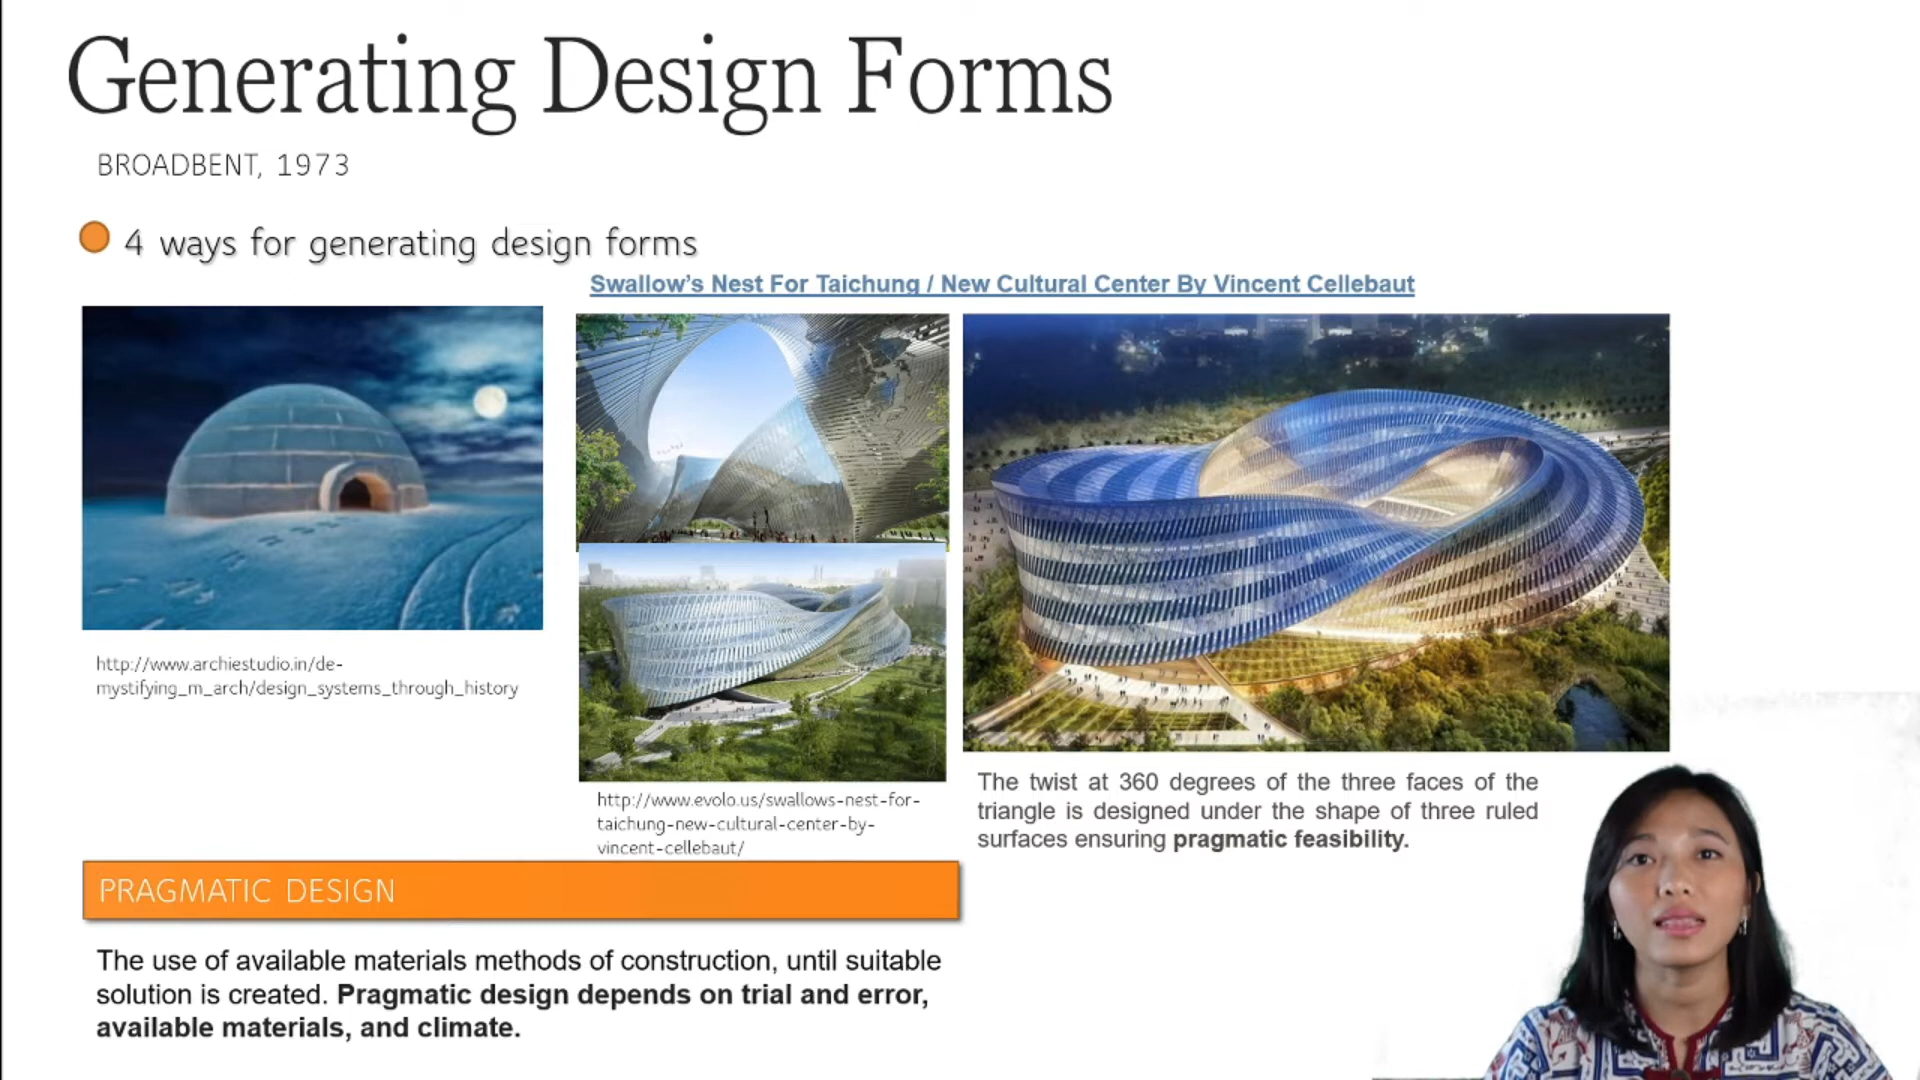 Generating Design Forms
BROADBENT, 1973
4 ways for generating design forms
Swallow's Nest For Taichung / New Cultural Center By Vincent Cellebaut
http://www.archiestudio.in/de-
mystifying_m_arch/design_systems_through_history
http://www.evolo.us/swallows-nest-for-
taichung-new-cultural-center-by-
vincent-cellebaut/
The twist at 360 degrees of the three faces of the
triangle is designed under the shape of three ruled
surfaces ensuring pragmatic feasibility.
PRAGMATIC DESIGN
The use of available materials methods of construction, until suitable
solution is created. Pragmatic design depends on trial and error,
available materials, and climate.